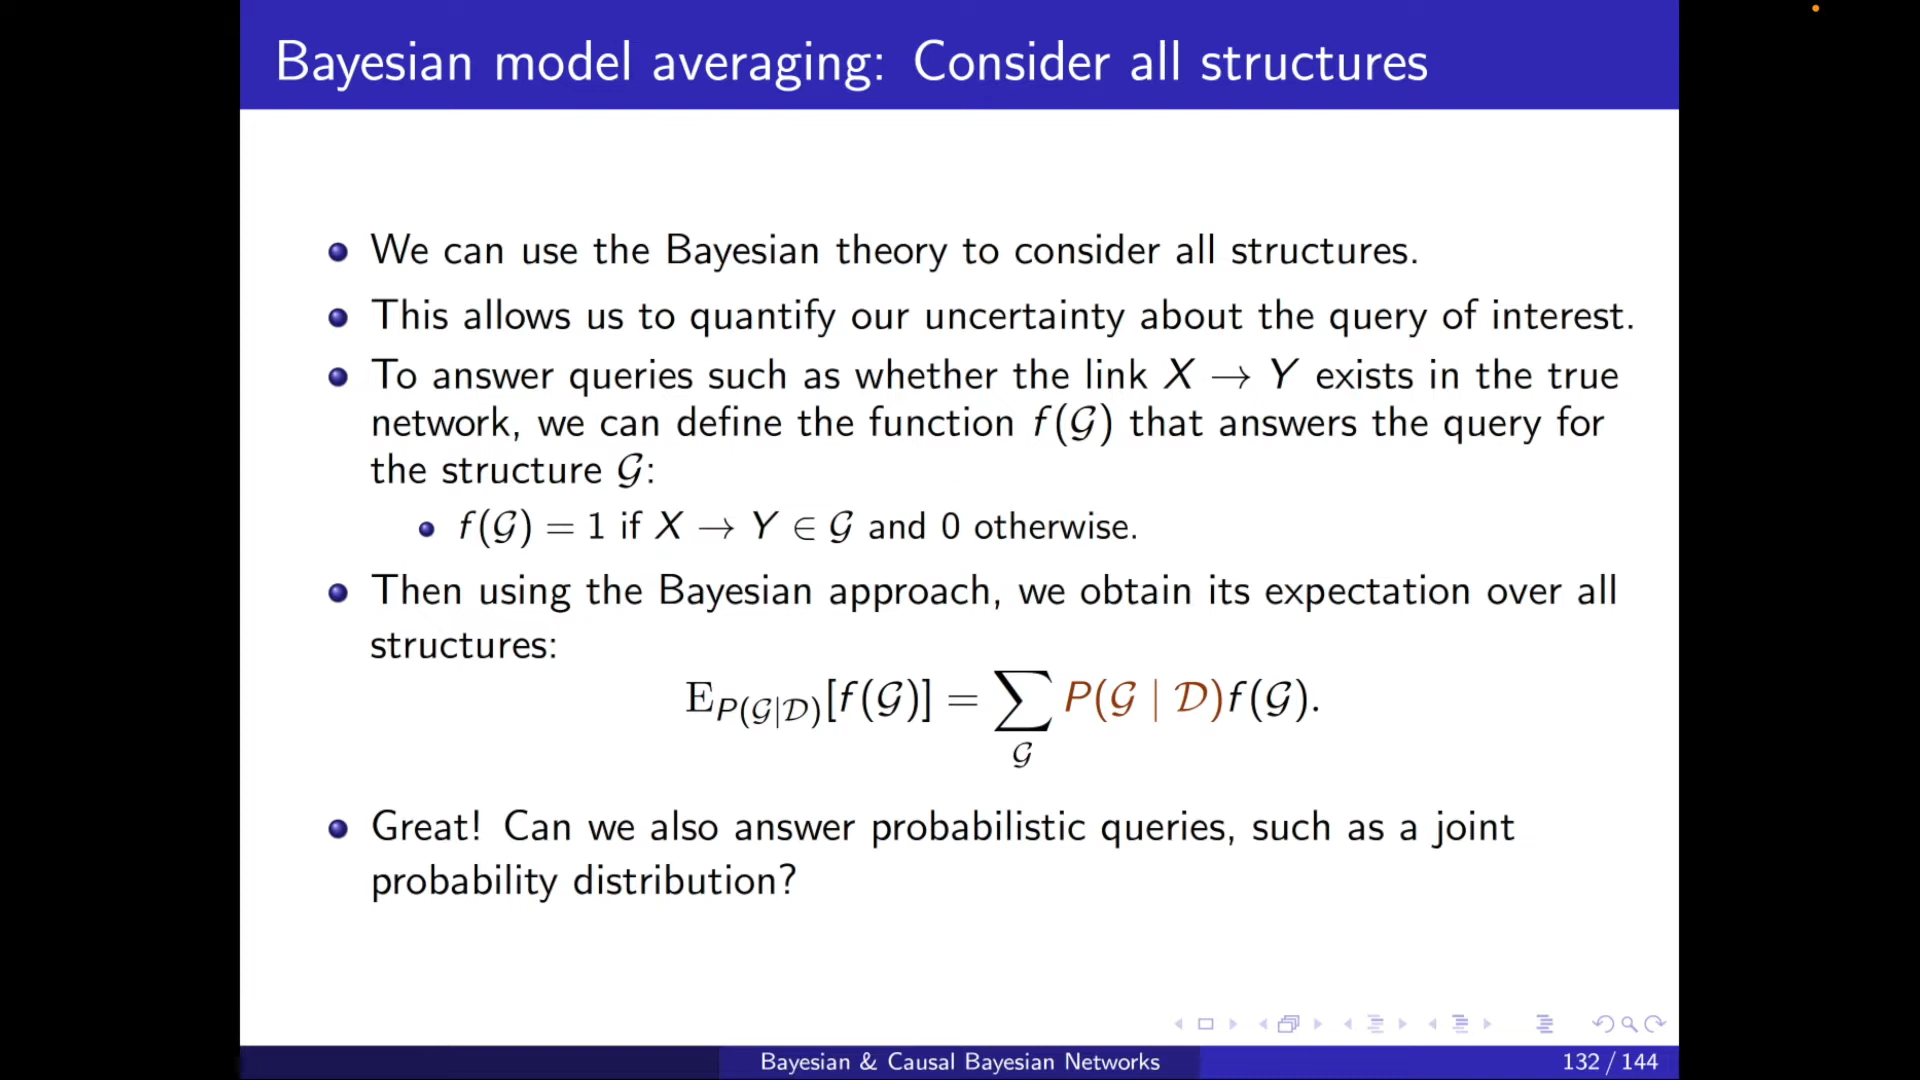 Bayesian model averaging: Consider all structures
We can use the Bayesian theory to consider all structures.
This allows us to quantify our uncertainty about the query of interest.
To answer queries such as whether the link X → Y exists in the true
network, we can define the function f(𝒢) that answers the query for
the structure 𝒢:
f(𝒢) = 1 if X → Y ∈ 𝒢 and 0 otherwise.
Then using the Bayesian approach, we obtain its expectation over all
structures:
E_{P(𝒢|𝒟)}[f(𝒢)] = ∑_𝒢 P(𝒢 | 𝒟)f(𝒢).
Great! Can we also answer probabilistic queries, such as a joint
probability distribution?
Bayesian & Causal Bayesian Networks
132 / 144